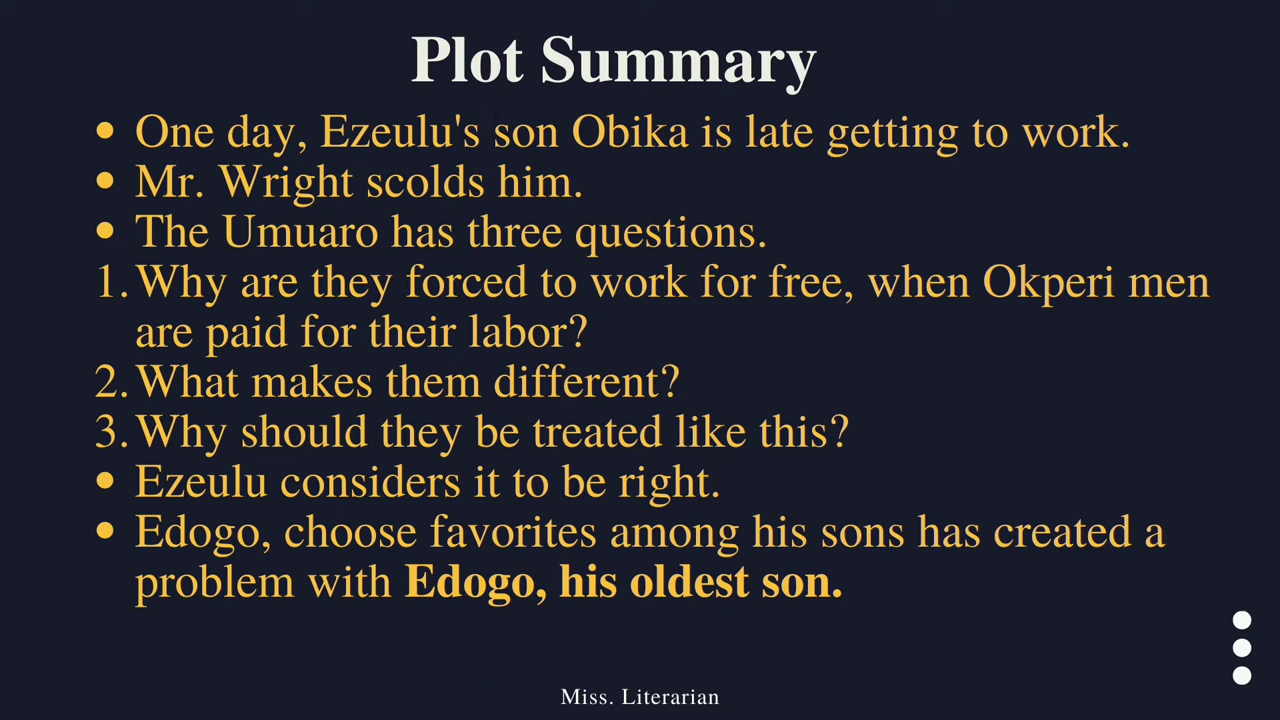 Plot Summary
• One day, Ezeulu's son Obika is late getting to work.
• Mr. Wright scolds him.
• The Umuaro has three questions.
1. Why are they forced to work for free, when Okperi men
are paid for their labor?
2. What makes them different?
3. Why should they be treated like this?
• Ezeulu considers it to be right.
• Edogo, choose favorites among his sons has created a
problem with Edogo, his oldest son.
Miss. Literarian